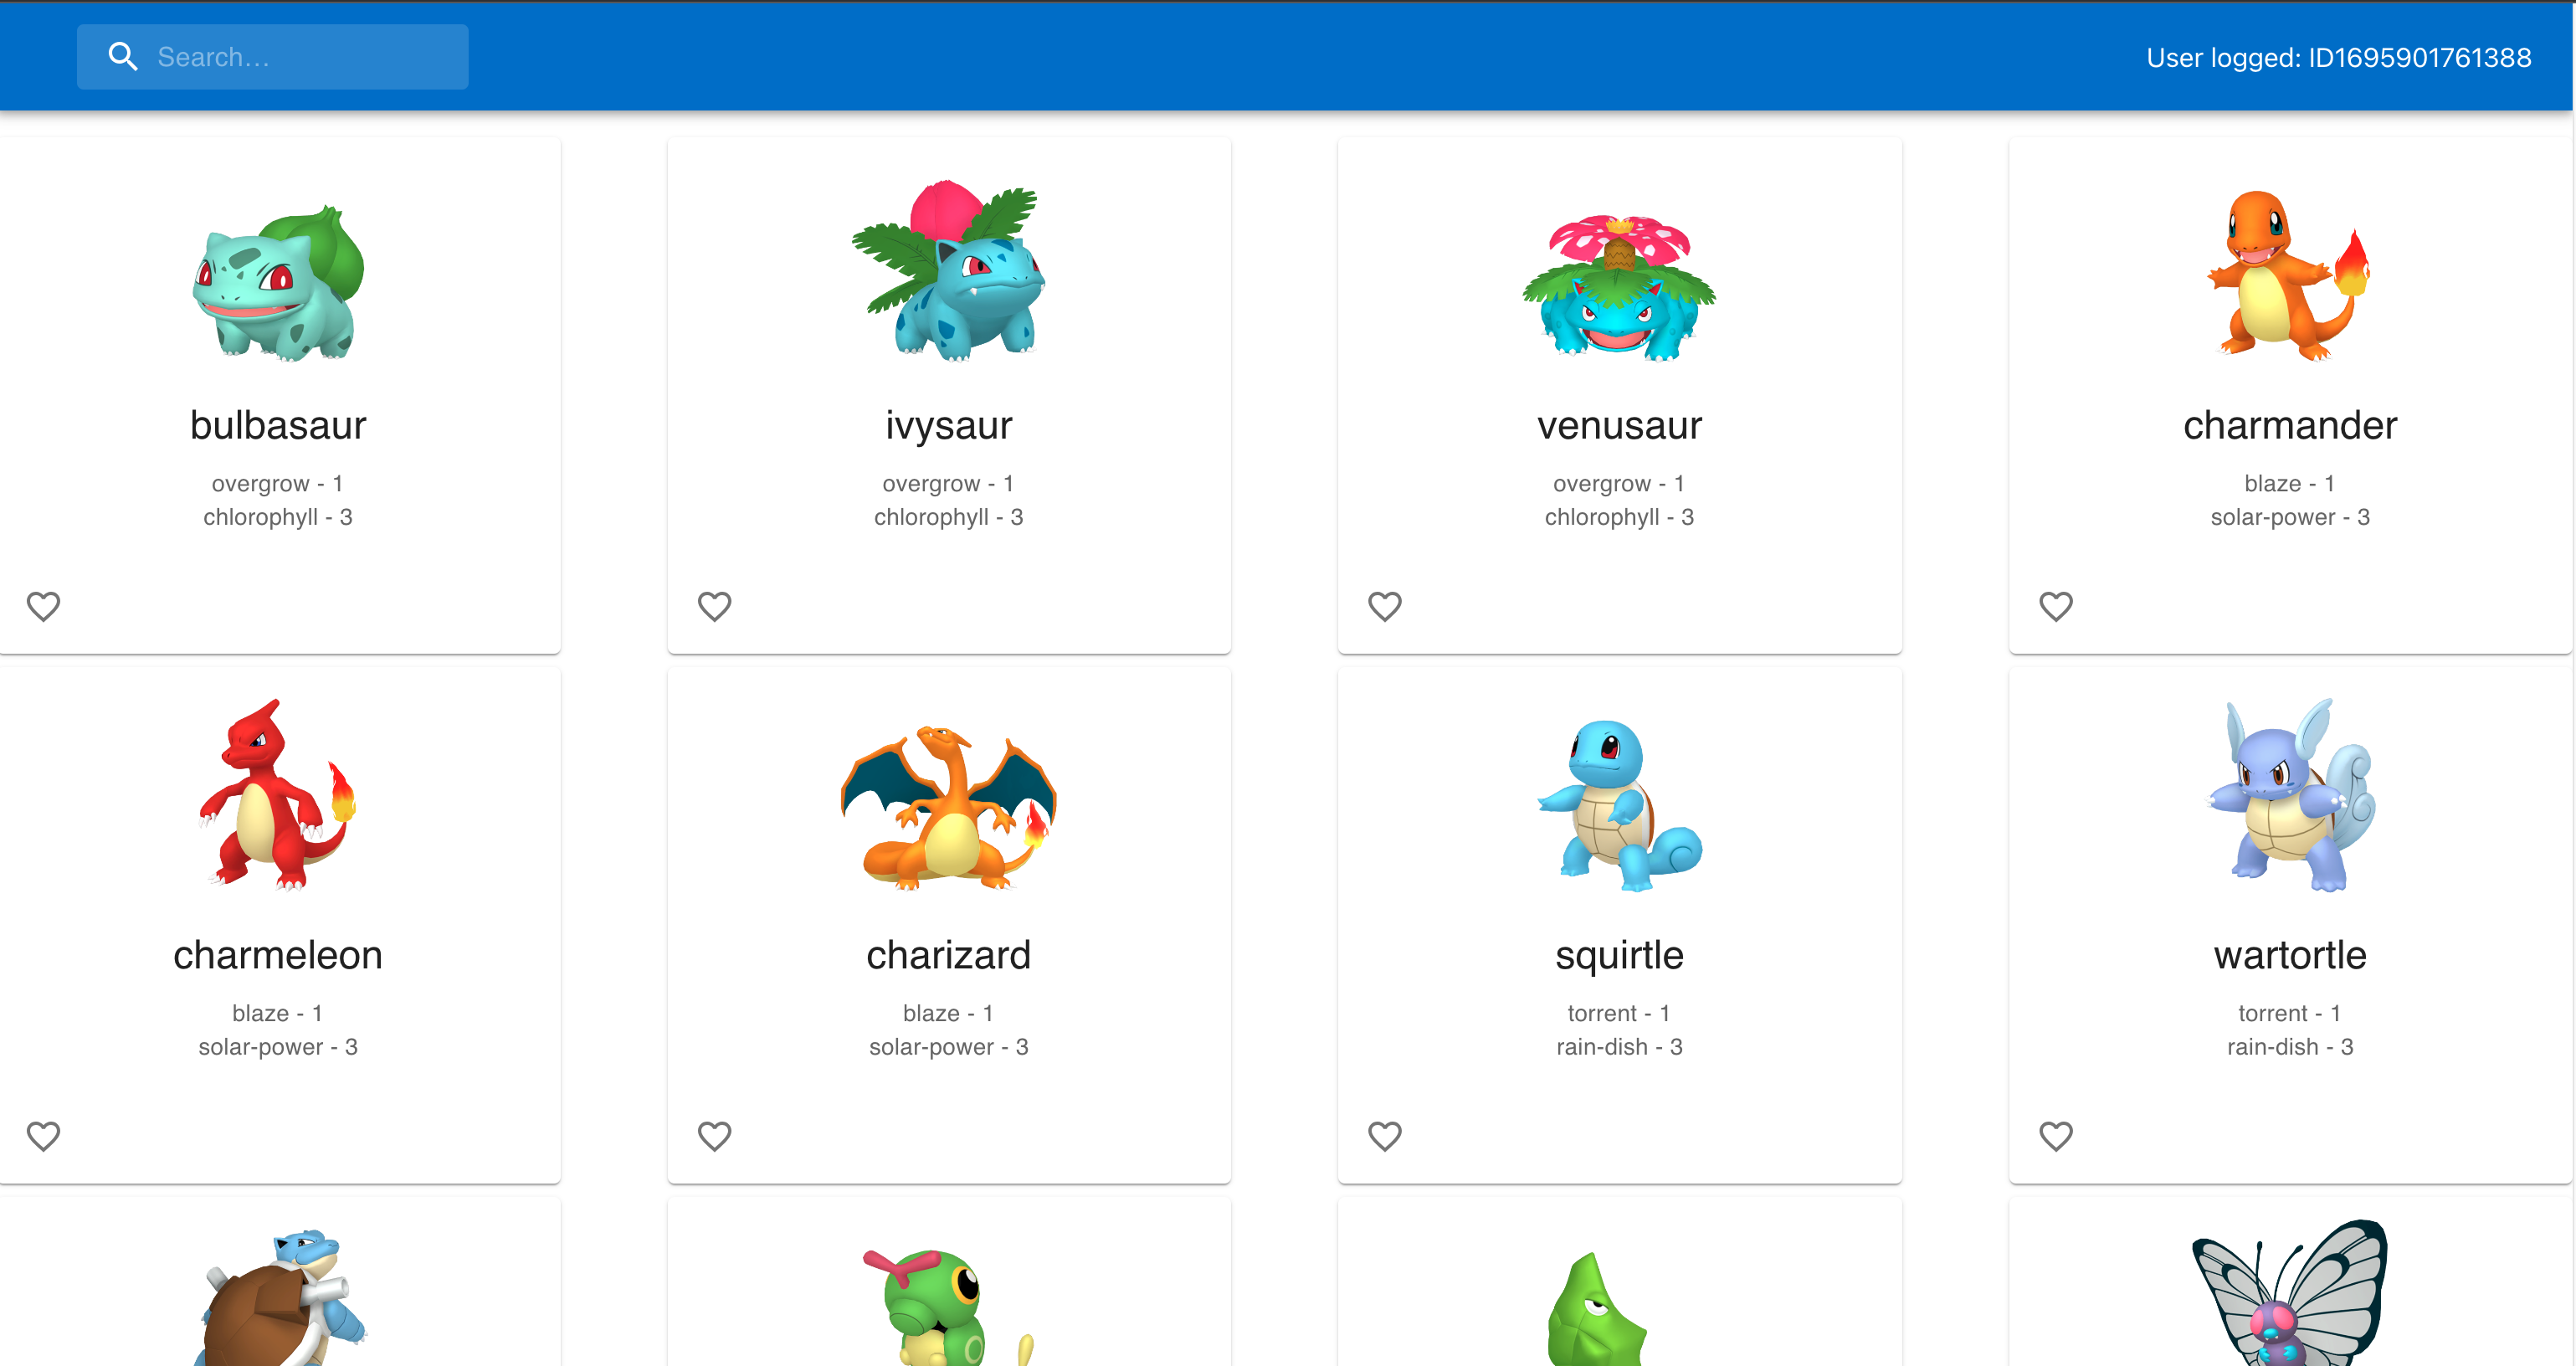 Search…
User logged: ID1695901761388
bulbasaur
overgrow - 1
chlorophyll - 3
ivysaur
overgrow - 1
chlorophyll - 3
venusaur
overgrow - 1
chlorophyll - 3
charmander
blaze - 1
solar-power - 3
charmeleon
blaze - 1
solar-power - 3
charizard
blaze - 1
solar-power - 3
squirtle
torrent - 1
rain-dish - 3
wartortle
torrent - 1
rain-dish - 3